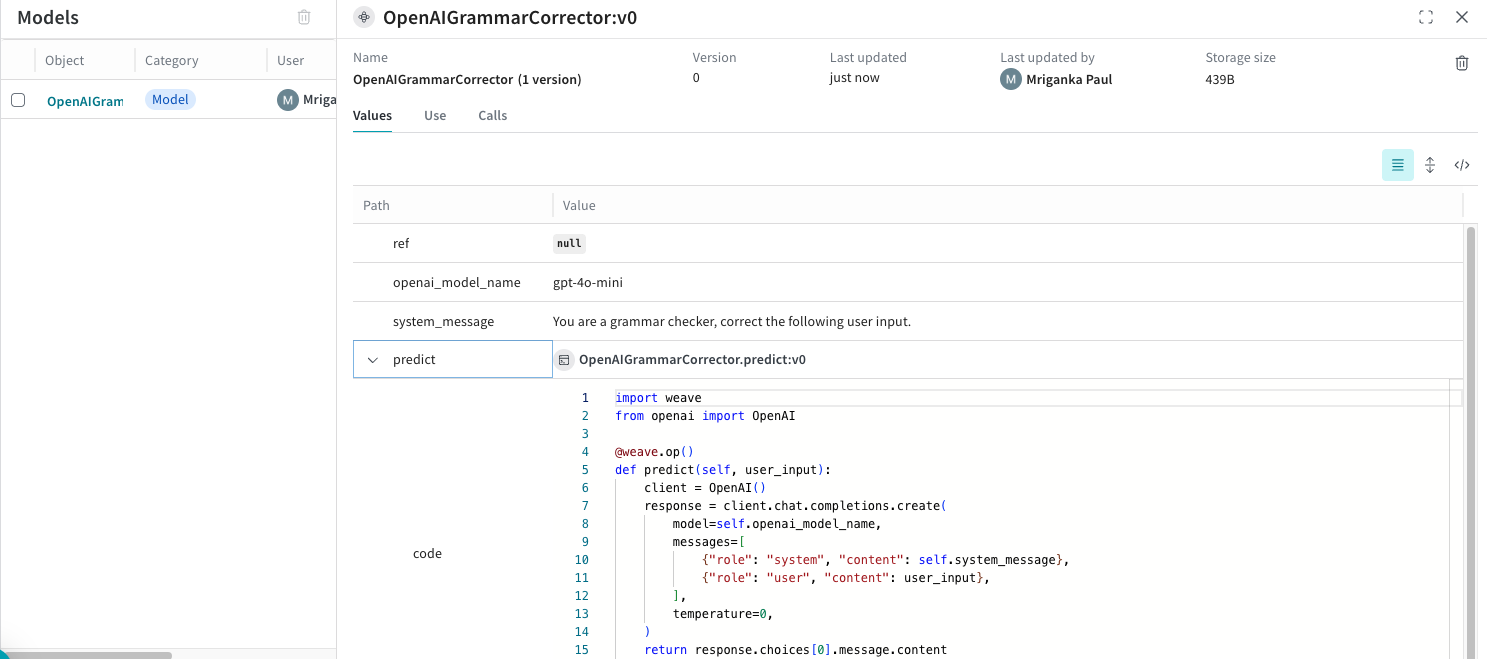 Models
Object Category User
OpenAIGram Model M Mriga
OpenAIGrammarCorrector:v0
Name Version Last updated Last updated by Storage size
OpenAIGrammarCorrector (1 version) 0 just now M Mriganka Paul 439B
Values Use Calls
</>
Path Value
ref null
openai_model_name gpt-4o-mini
system_message You are a grammar checker, correct the following user input.
predict OpenAIGrammarCorrector.predict:v0
code
1 import weave
2 from openai import OpenAI
3
4 @weave.op()
5 def predict(self, user_input):
6     client = OpenAI()
7     response = client.chat.completions.create(
8         model=self.openai_model_name,
9         messages=[
10             {"role": "system", "content": self.system_message},
11             {"role": "user", "content": user_input},
12         ],
13         temperature=0,
14     )
15     return response.choices[0].message.content